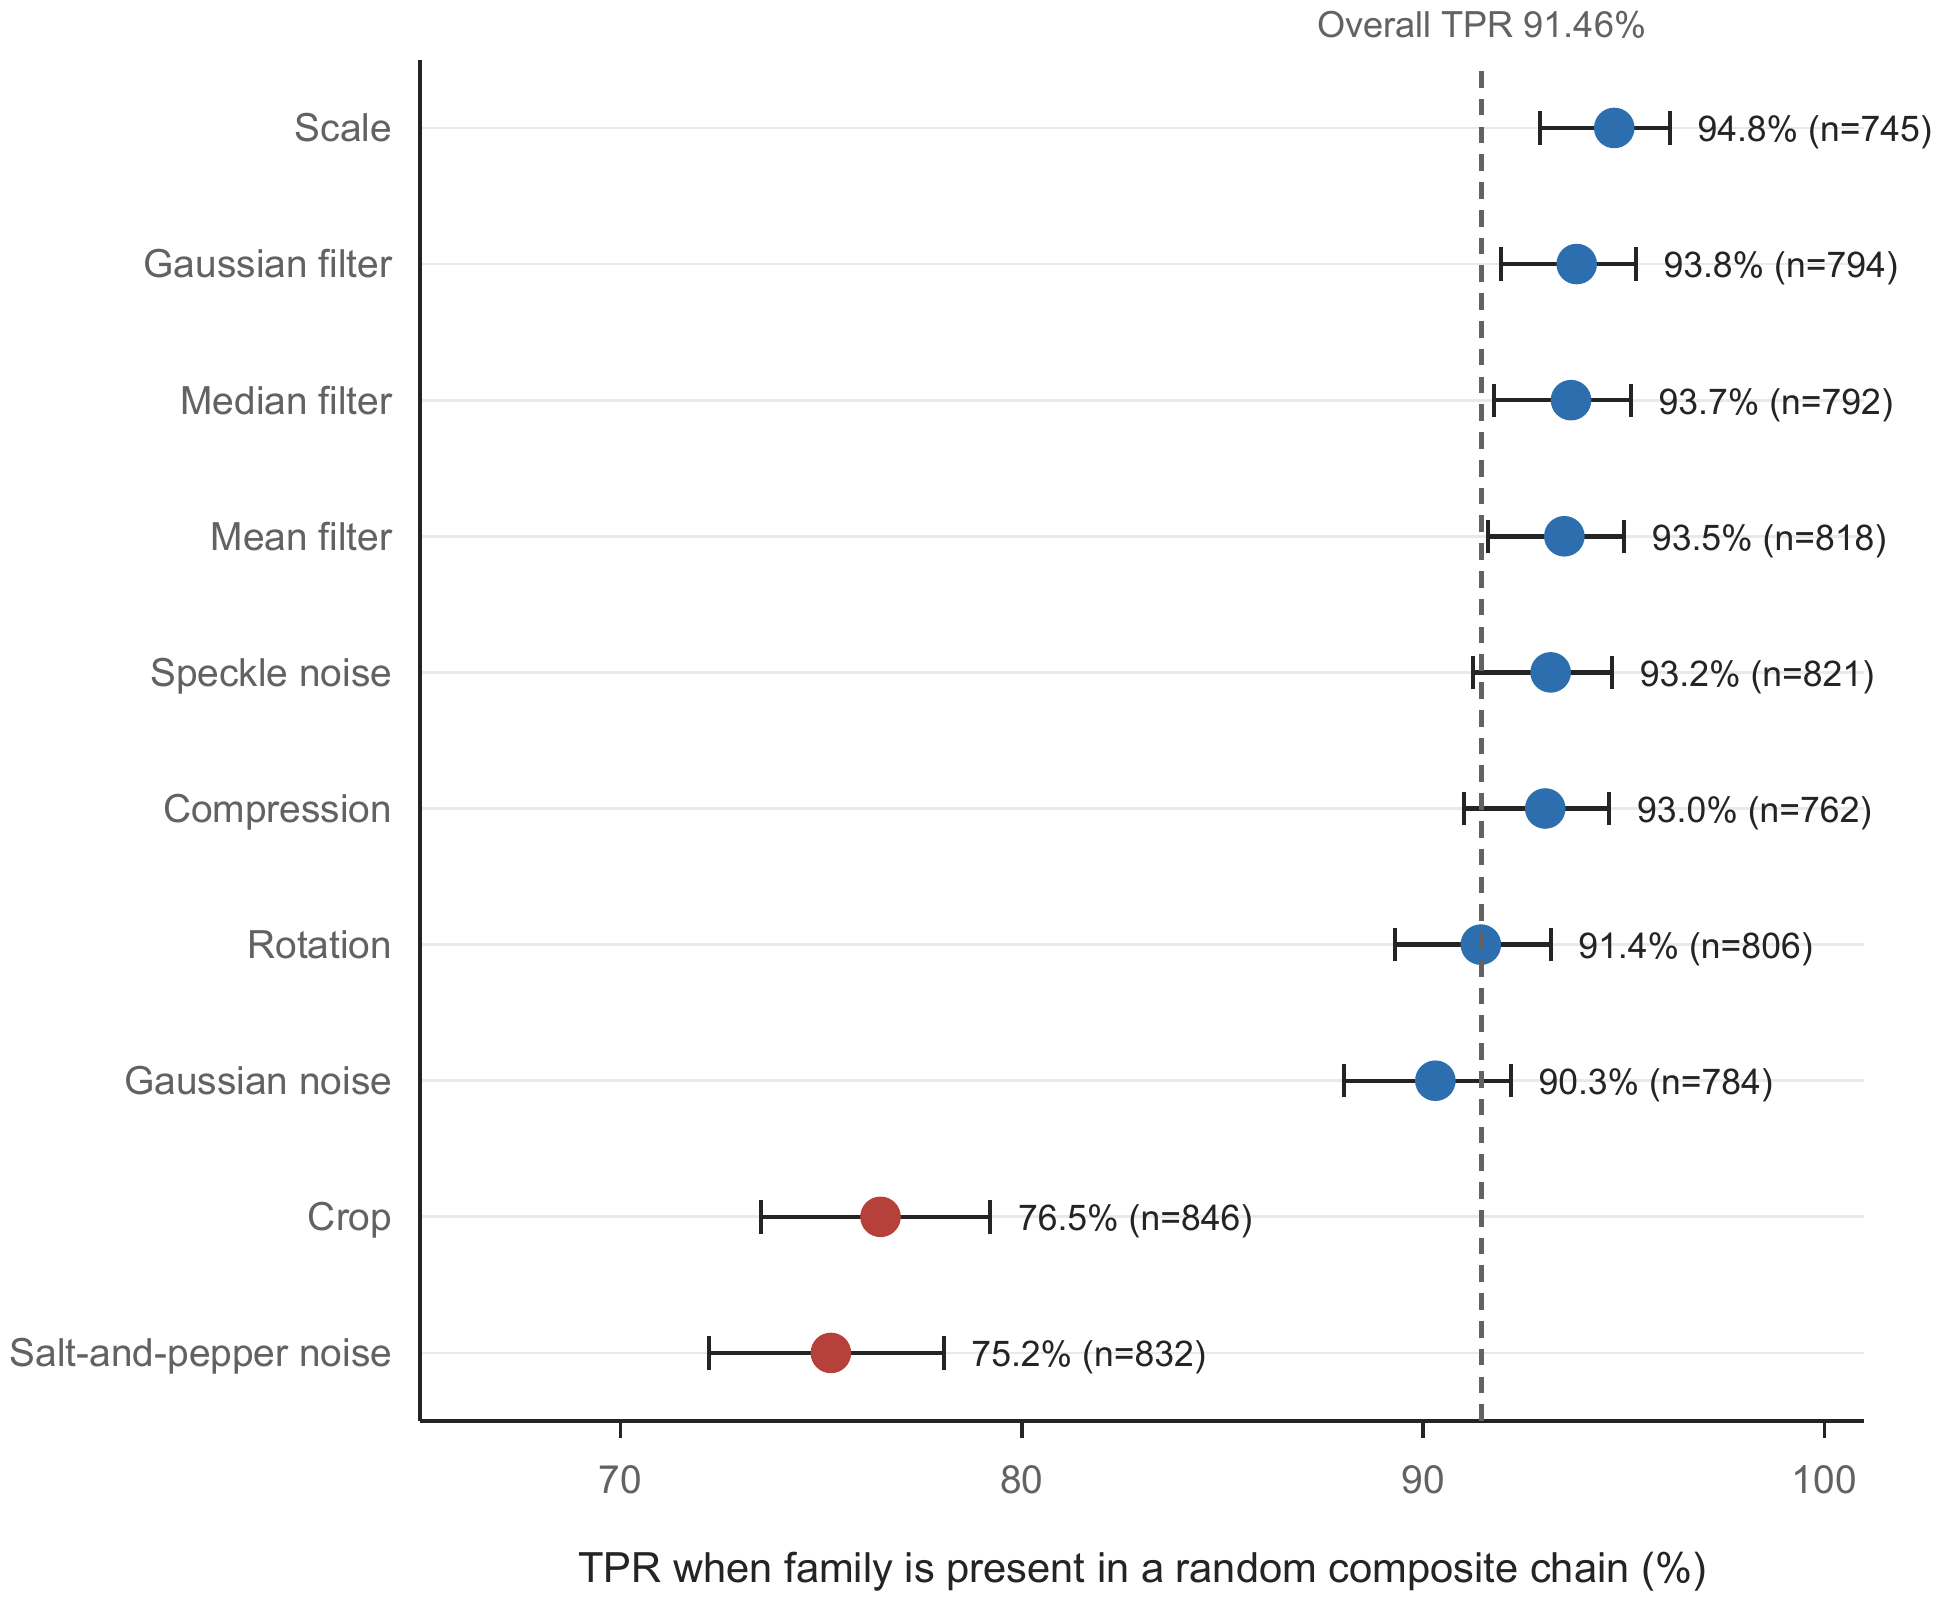 Overall TPR 91.46%
Scale
94.8% (n=745)
Gaussian filter
93.8% (n=794)
Median filter
93.7% (n=792)
Mean filter
93.5% (n=818)
Speckle noise
93.2% (n=821)
Compression
93.0% (n=762)
Rotation
91.4% (n=806)
Gaussian noise
90.3% (n=784)
Crop
76.5% (n=846)
Salt-and-pepper noise
75.2% (n=832)
70 80 90 100
TPR when family is present in a random composite chain (%)